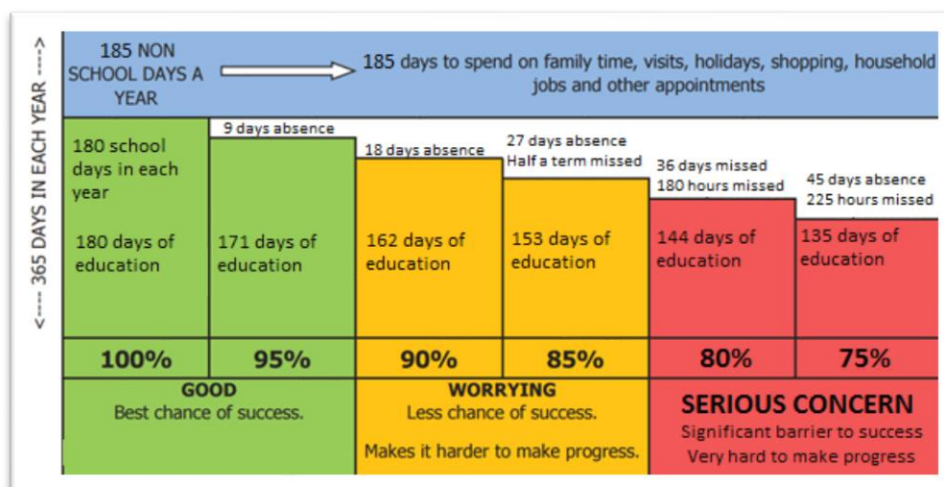 <---- 365 DAYS IN EACH YEAR ---->
185 NON
SCHOOL DAYS A
YEAR
185 days to spend on family time, visits, holidays, shopping, household
jobs and other appointments
180 school
days in each
year
180 days of
education
9 days absence
171 days of
education
18 days absence
162 days of
education
27 days absence
Half a term missed
153 days of
education
36 days missed
180 hours missed
144 days of
education
45 days absence
225 hours missed
135 days of
education
100%
95%
90%
85%
80%
75%
GOOD
Best chance of success.
WORRYING
Less chance of success.
Makes it harder to make progress.
SERIOUS CONCERN
Significant barrier to success
Very hard to make progress